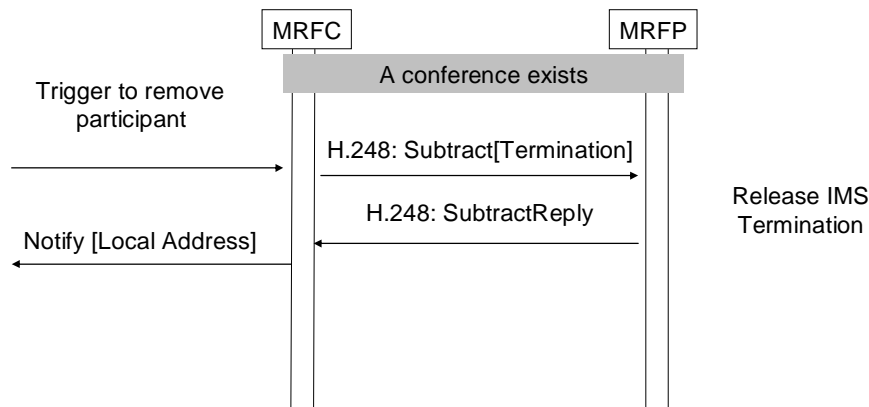 MRFC
MRFP
A conference exists
Trigger to remove
participant
H.248: Subtract[Termination]
H.248: SubtractReply
Release IMS
Termination
Notify [Local Address]